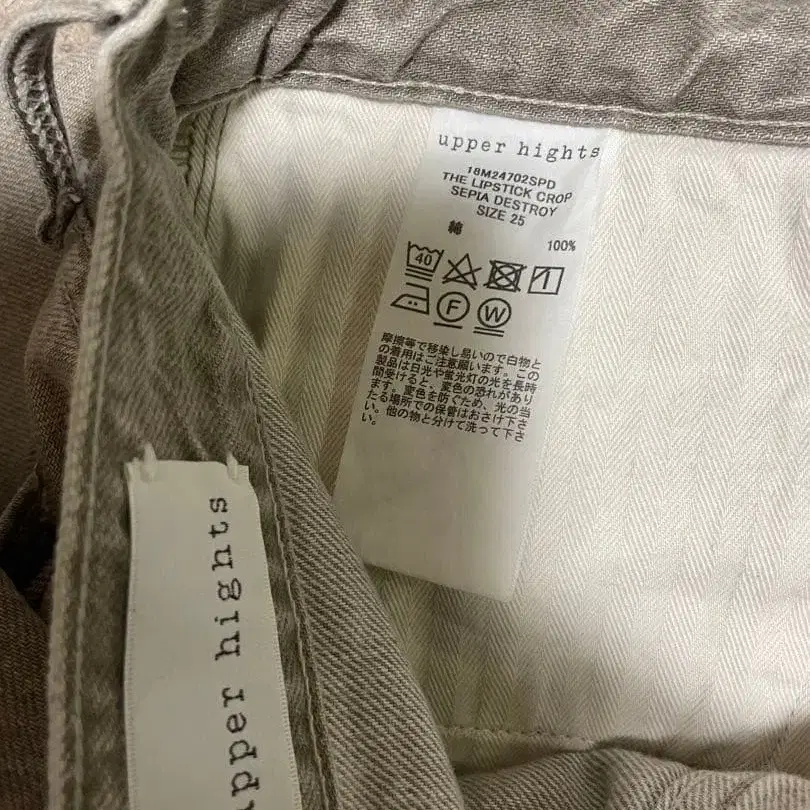 upper hights
18M24702SPD
THE LIPSTICK CROP
SEPIA DESTROY
SIZE 25
綿 100%
40
F W
摩擦等で移染し易いので白物と
の着用はご注意願います。この
製品は日光や蛍光灯の光を長時
間受けると、変色の恐れがあり
ます。変色を防ぐため、光の当
たる場所での保管はおさけ下さ
い。他の物と分けて洗って下さ
い。
upper hights